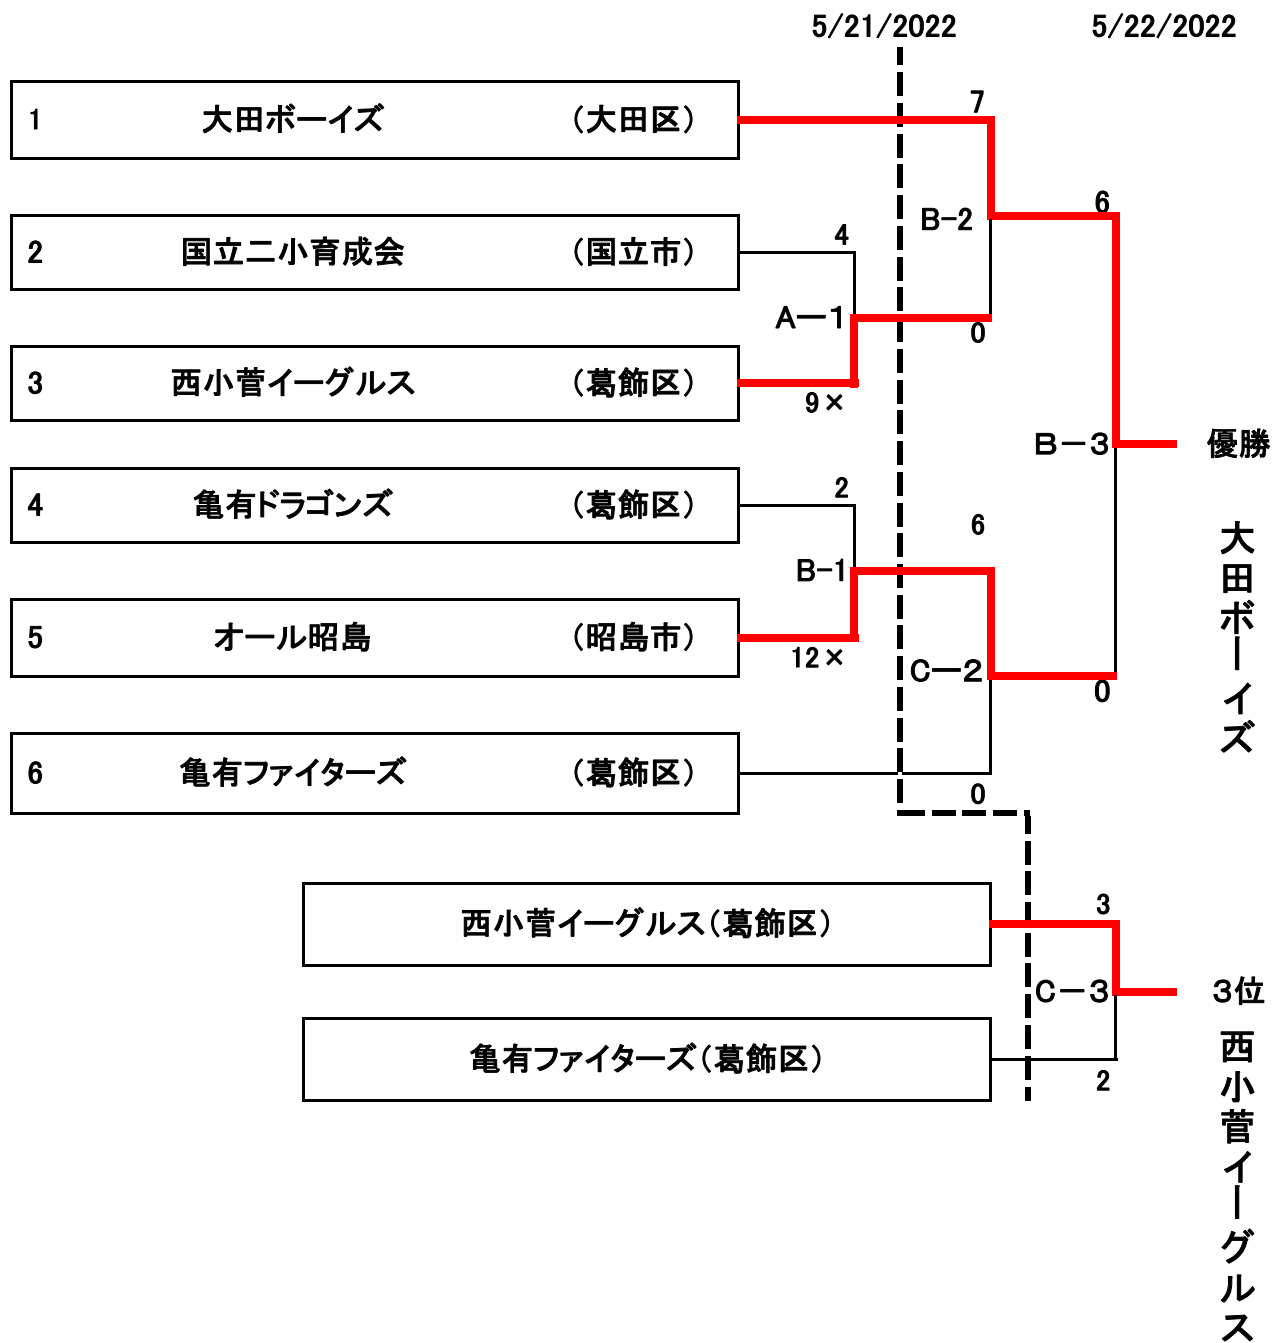 5/21/2022 5/22/2022
1 大田ボーイズ （大田区） 7
6
B-2
2 国立二小育成会 （国立市） 4
A－1
0
3 西小菅イーグルス （葛飾区）
9×
B－3 優勝
大田ボーイズ
4 亀有ドラゴンズ （葛飾区） 2
6
B-1
5 オール昭島 （昭島市）
12×
C－2
0
6 亀有ファイターズ （葛飾区）
0
西小菅イーグルス（葛飾区） 3
C－3 3位
西小菅イーグルス
亀有ファイターズ（葛飾区）
2